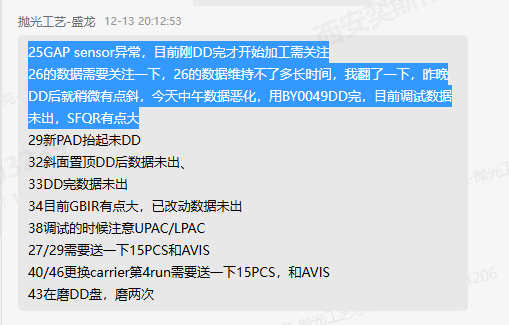 抛光工艺-盛龙 12-13 20:12:53
25GAP sensor异常，目前刚DD完才开始加工需关注
26的数据需要关注一下，26的数据维持不了多长时间，我翻了一下，昨晚
DD后就稍微有点斜，今天中午数据恶化，用BY0049DD完，目前调试数据
未出，SFQR有点大
29新PAD抬起未DD
32斜面置顶DD后数据未出、
33DD完数据未出
34目前GBIR有点大，已改动数据未出
38调试的时候注意UPAC/LPAC
27/29需要送一下15PCS和AVIS
40/46更换carrier第4run需要送一下15PCS，和AVIS
43在磨DD盘，磨两次